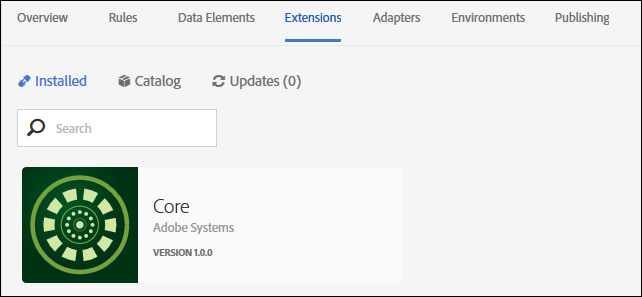 Overview Rules Data Elements Extensions Adapters Environments Publishing
Installed Catalog Updates (0)
Search
Core
Adobe Systems
VERSION 1.0.0